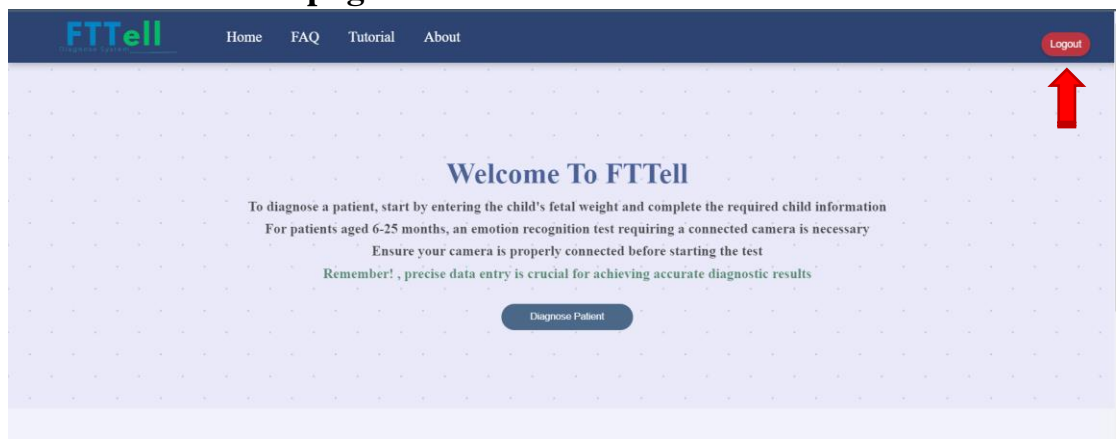 FTTell
Diagnose System
Home FAQ Tutorial About
Logout
Welcome To FTTell
To diagnose a patient, start by entering the child's fetal weight and complete the required child information
For patients aged 6-25 months, an emotion recognition test requiring a connected camera is necessary
Ensure your camera is properly connected before starting the test
Remember! , precise data entry is crucial for achieving accurate diagnostic results
Diagnose Patient